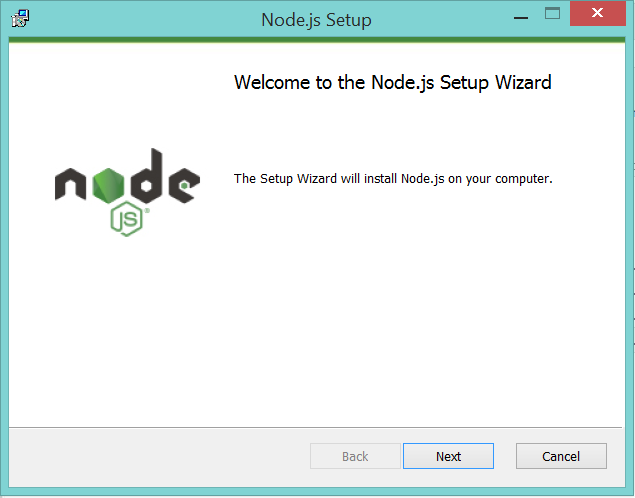 Node.js Setup
Welcome to the Node.js Setup Wizard
node
JS®
The Setup Wizard will install Node.js on your computer.
Back
Next
Cancel